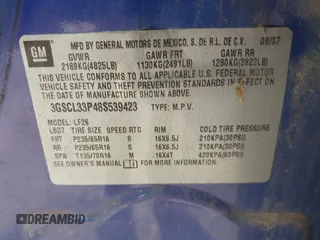 GM
MFD BY GENERAL MOTORS DE MEXICO, S. DE R.L. DE C.V. 08/07
GVWR GAWR FRT GAWR RR
2189KG(4825LB) 1130KG(2491LB) 1280KG(2822LB)
THIS VEHICLE CONFORMS TO ALL APPLICABLE U.S. FEDERAL MOTOR
VEHICLE SAFETY AND THEFT PREVENTION STANDARDS IN EFFECT ON
THE DATE OF MANUFACTURE SHOWN ABOVE.
3GSCL33P48S539423 TYPE: M.P.V.
MODEL: LF26
LBD7 TIRE SIZE SPEED RTG RIM COLD TIRE PRESSURE
FRT P235/65R16 S 16X6.5J 210KPA(30PSI)
RR P235/65R16 S 16X6.5J 210KPA(30PSI)
SPA T135/70R16 M 16X4T 420KPA(60PSI)
SEE OWNER'S MANUAL FOR ADDITIONAL INFORMATION
DREAMBID